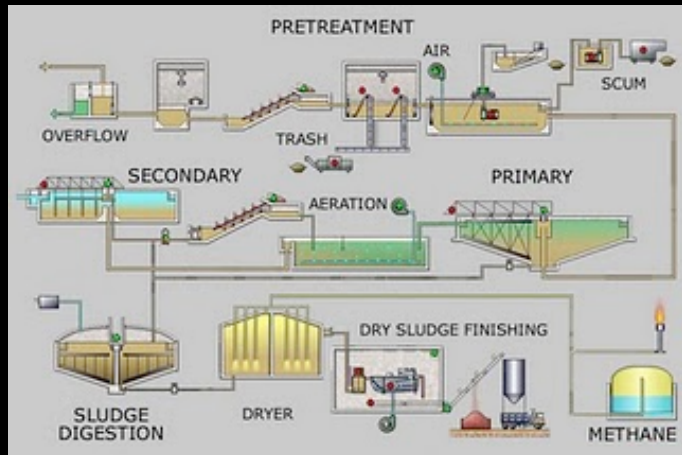 PRETREATMENT
AIR
SCUM
OVERFLOW
TRASH
SECONDARY
PRIMARY
AERATION
DRY SLUDGE FINISHING
SLUDGE
DIGESTION
DRYER
METHANE